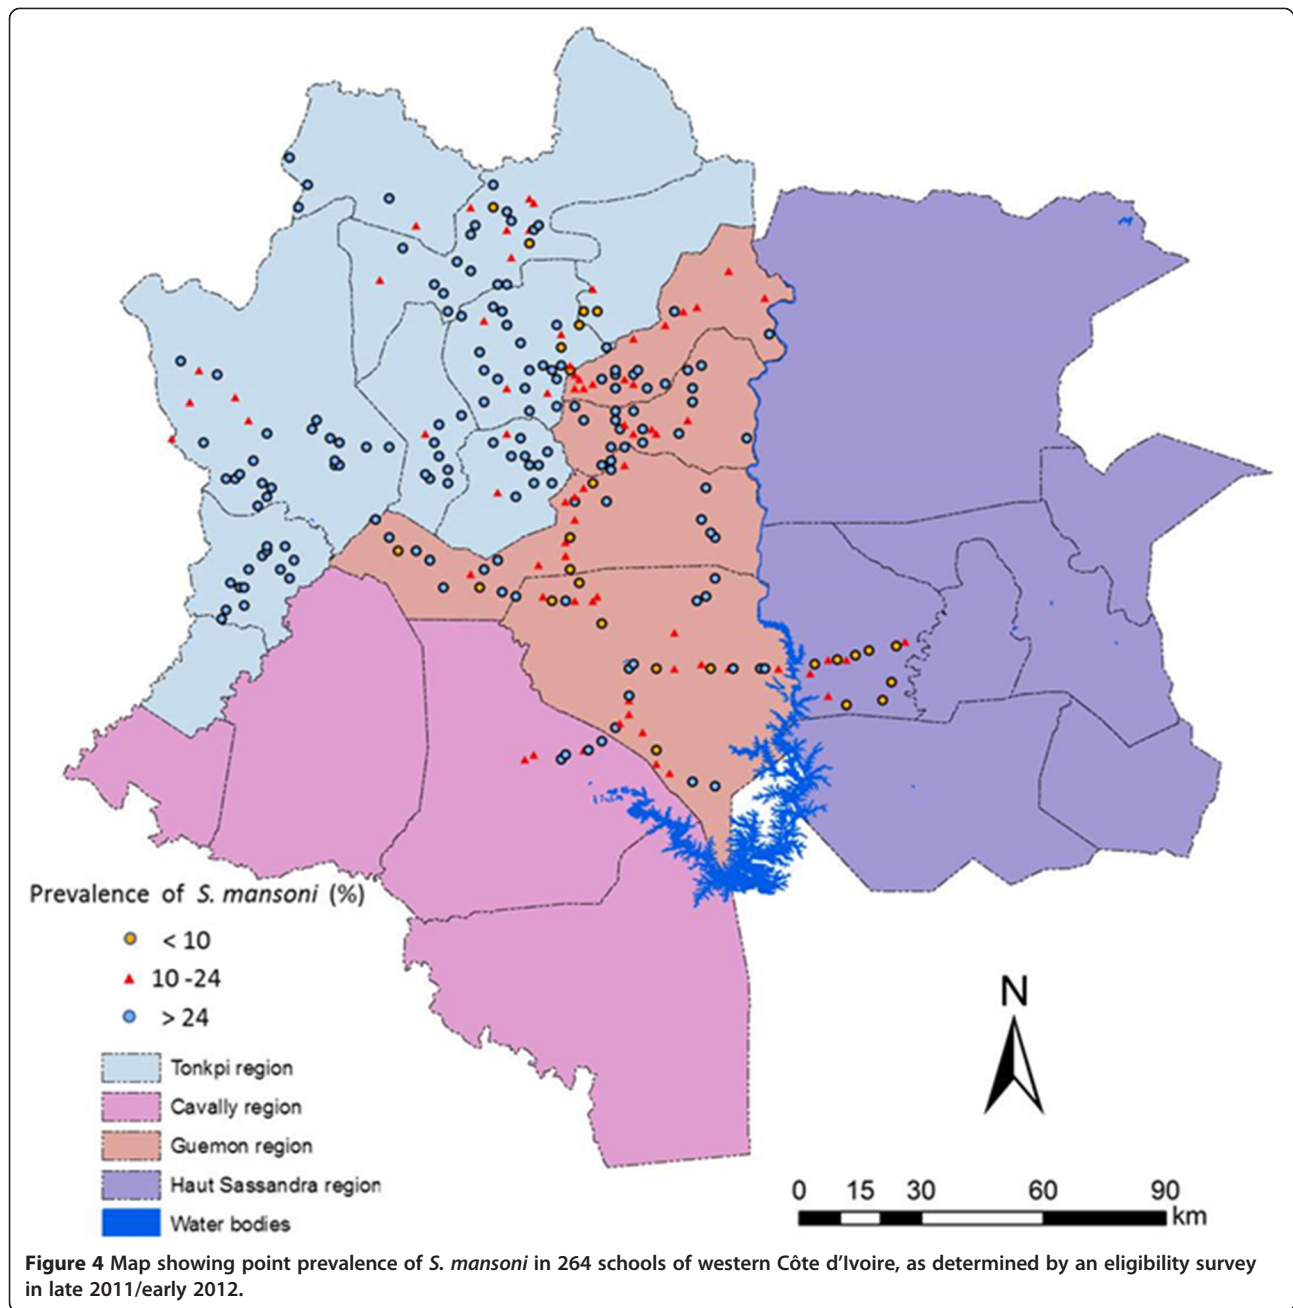 Prevalence of S. mansoni (%)
< 10
10 -24
> 24
Tonkpi region
Cavally region
Guemon region
Haut Sassandra region
Water bodies
N
0 15 30 60 90
km
Figure 4 Map showing point prevalence of S. mansoni in 264 schools of western Côte d'Ivoire, as determined by an eligibility survey
in late 2011/early 2012.